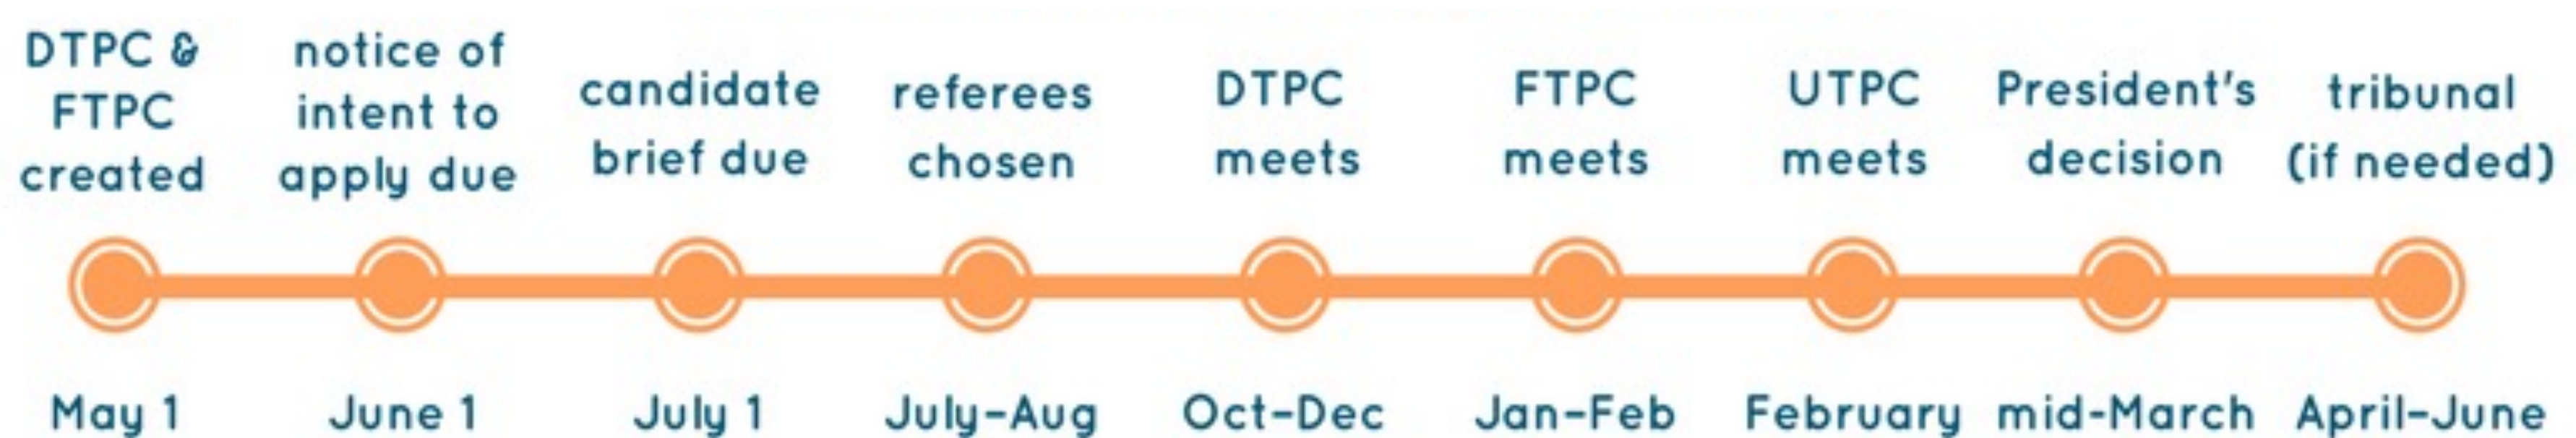 DTPC &
FTPC
created
notice of
intent to
apply due
candidate
brief due
referees
chosen
DTPC
meets
FTPC
meets
UTPC
meets
President's
decision
tribunal
(if needed)
May 1
June 1
July 1
July-Aug
Oct-Dec
Jan-Feb
February
mid-March
April-June